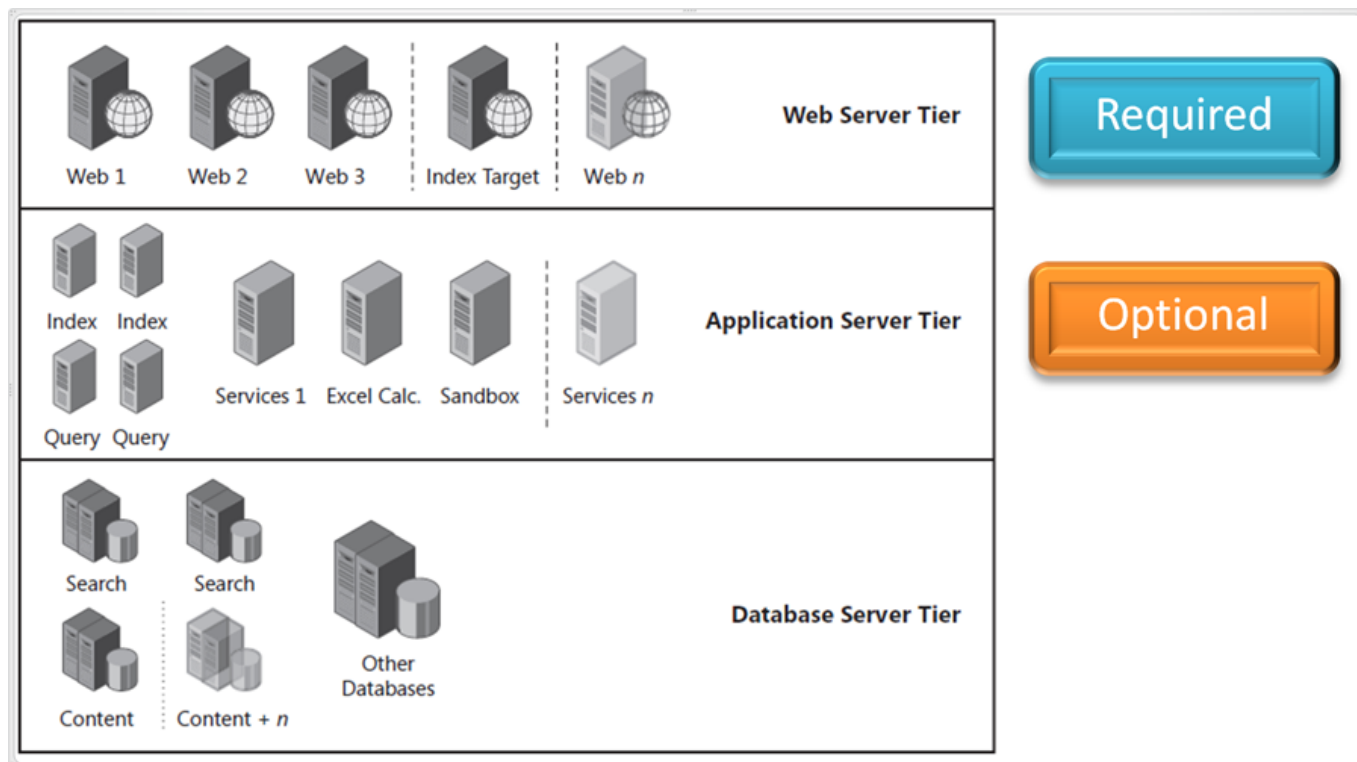 Web 1
Web 2
Web 3
Index Target
Web n
Web Server Tier
Required
Index
Index
Query
Query
Services 1
Excel Calc.
Sandbox
Services n
Application Server Tier
Optional
Search
Search
Content
Content + n
Other
Databases
Database Server Tier